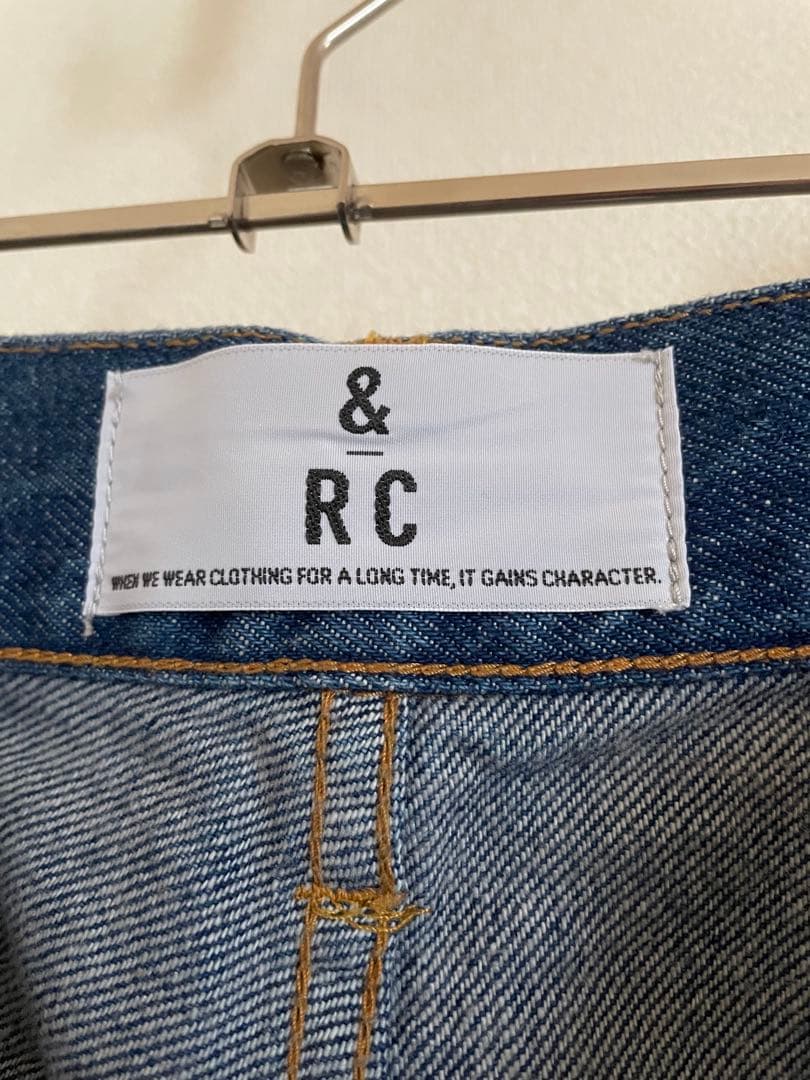 &
RC
WHEN WE WEAR CLOTHING FOR A LONG TIME, IT GAINS CHARACTER.